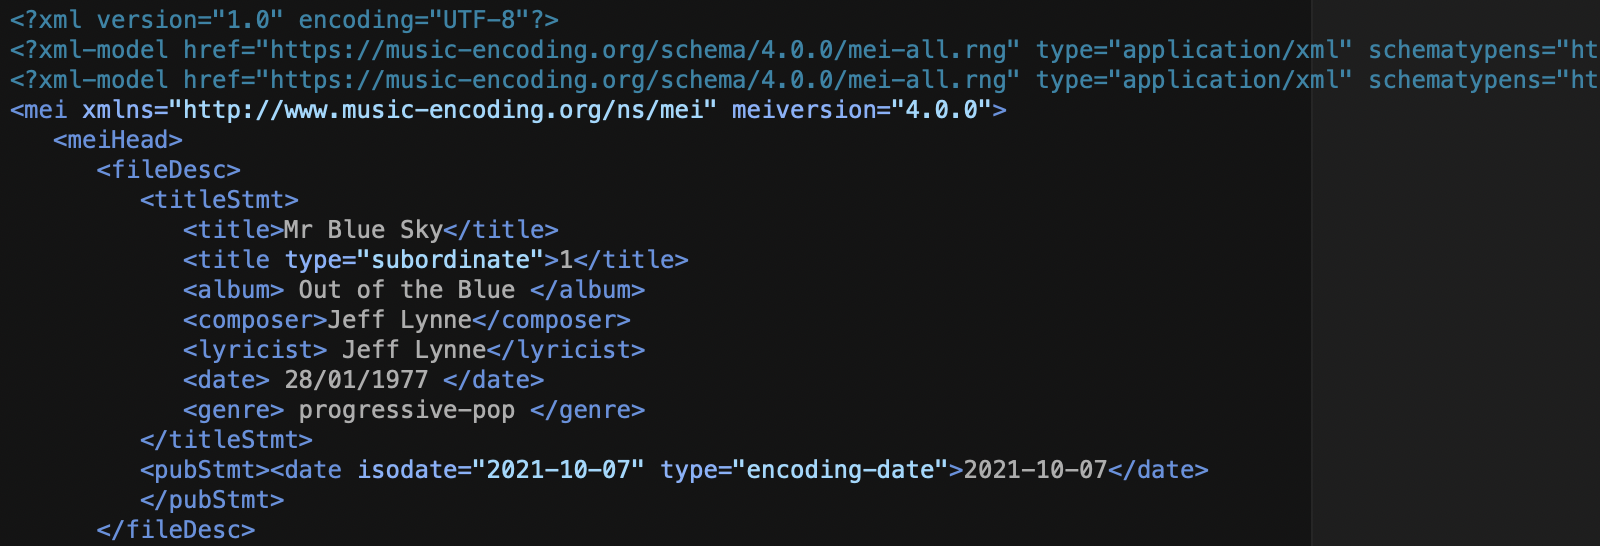 <?xml version="1.0" encoding="UTF-8"?>
<?xml-model href="https://music-encoding.org/schema/4.0.0/mei-all.rng" type="application/xml" schematypens="ht
<?xml-model href="https://music-encoding.org/schema/4.0.0/mei-all.rng" type="application/xml" schematypens="ht
<mei xmlns="http://www.music-encoding.org/ns/mei" meiversion="4.0.0">
   <meiHead>
      <fileDesc>
         <titleStmt>
            <title>Mr Blue Sky</title>
            <title type="subordinate">1</title>
            <album> Out of the Blue </album>
            <composer>Jeff Lynne</composer>
            <lyricist> Jeff Lynne</lyricist>
            <date> 28/01/1977 </date>
            <genre> progressive-pop </genre>
         </titleStmt>
         <pubStmt><date isodate="2021-10-07" type="encoding-date">2021-10-07</date>
         </pubStmt>
      </fileDesc>